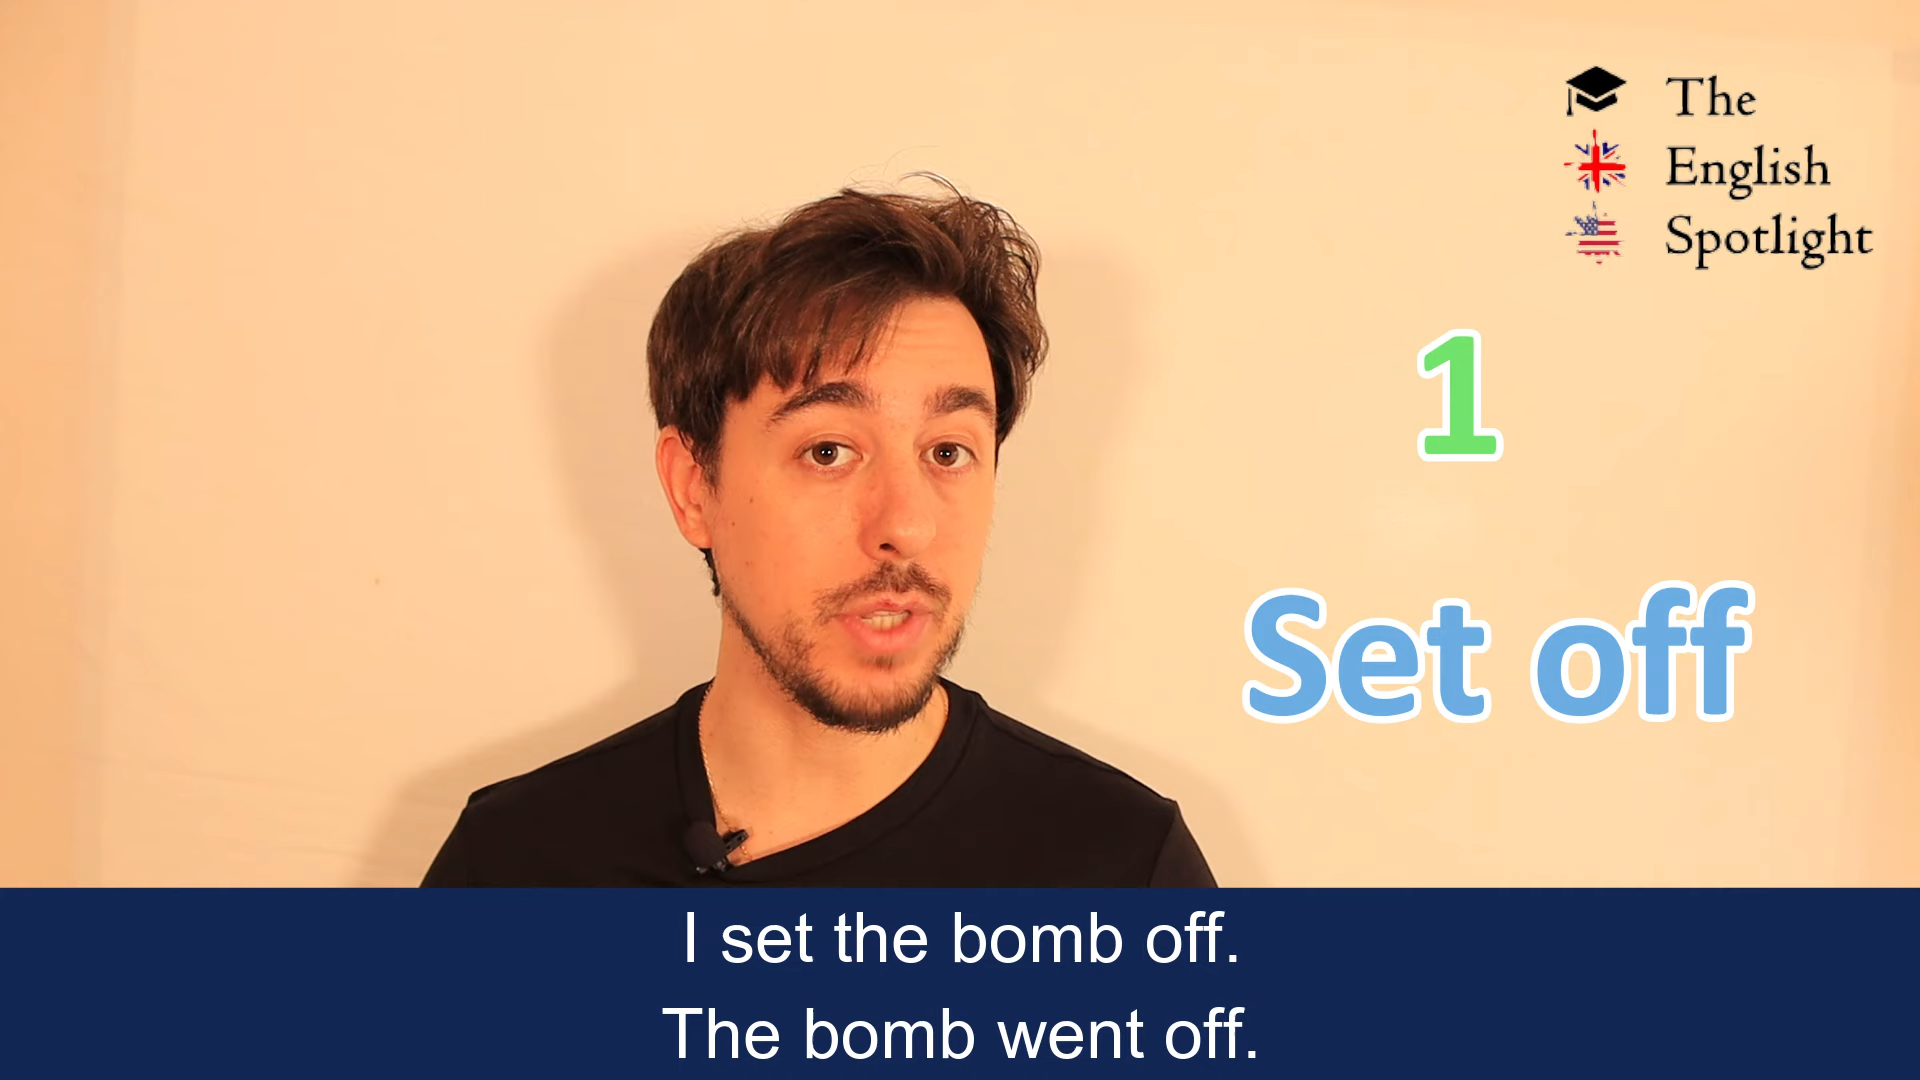 The
English
Spotlight
1
Set off
I set the bomb off.
The bomb went off.